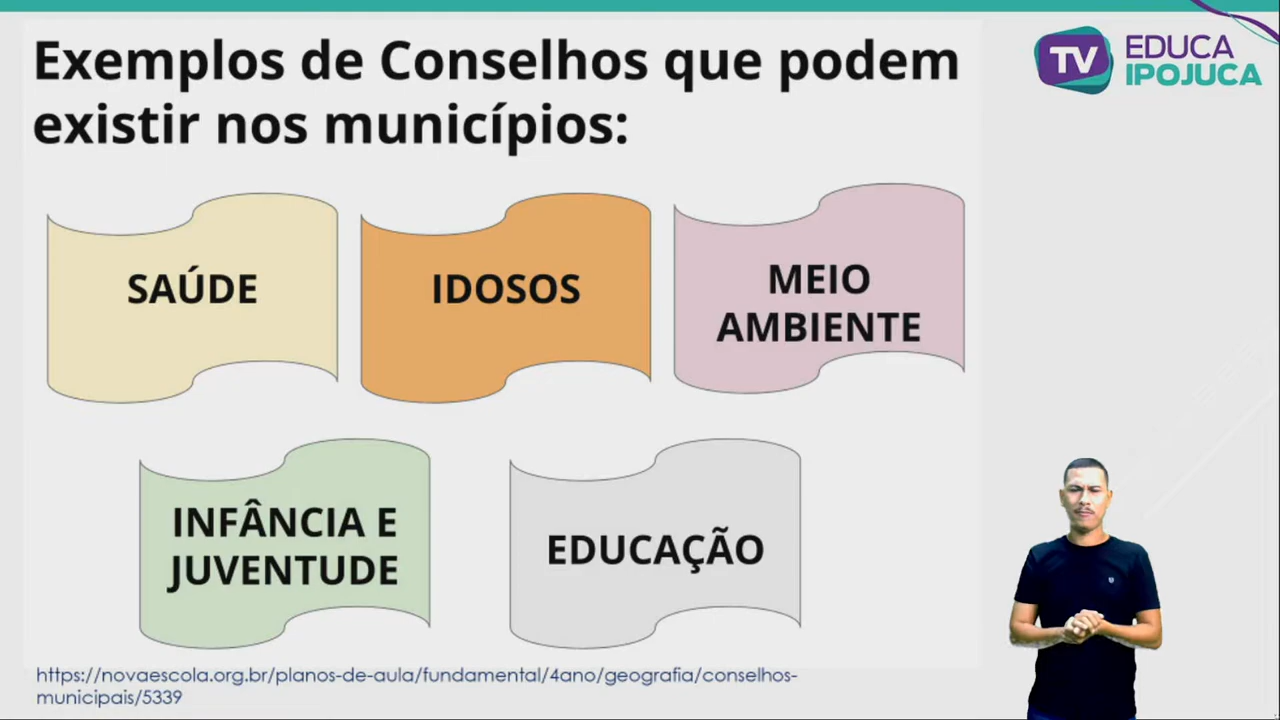 Exemplos de Conselhos que podem
existir nos municípios:
TV EDUCA
IPOJUCA
SAÚDE
IDOSOS
MEIO
AMBIENTE
INFÂNCIA E
JUVENTUDE
EDUCAÇÃO
https://novaescola.org.br/planos-de-aula/fundamental/4ano/geografia/conselhos-
municipais/5339